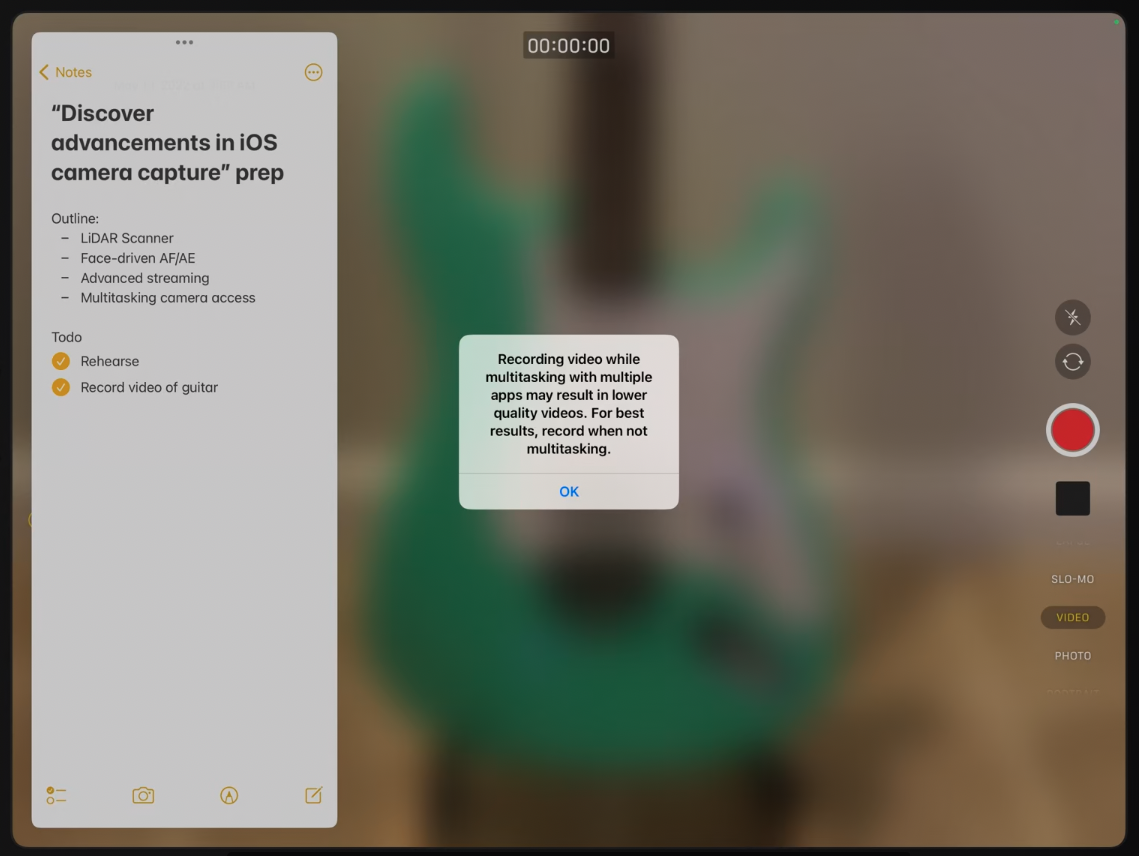 00:00:00
Notes
“Discover
advancements in iOS
camera capture” prep
Outline:
– LiDAR Scanner
– Face-driven AF/AE
– Advanced streaming
– Multitasking camera access
Todo
Rehearse
Record video of guitar
Recording video while
multitasking with multiple
apps may result in lower
quality videos. For best
results, record when not
multitasking.
OK
SLO-MO
VIDEO
PHOTO